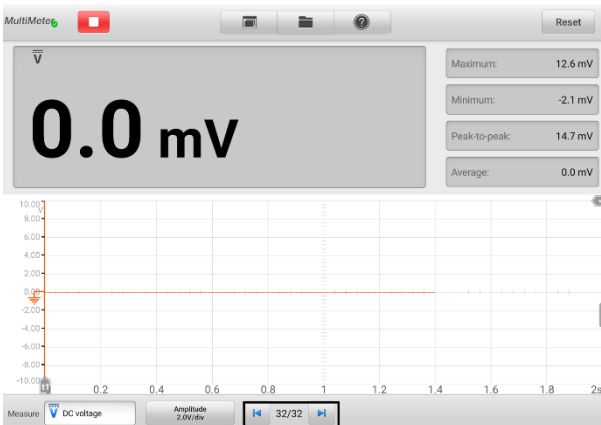 MultiMeter
Reset
V
0.0 mV
Maximum: 12.6 mV
Minimum: -2.1 mV
Peak-to-peak: 14.7 mV
Average: 0.0 mV
10.00
V
8.00
6.00
4.00
2.00
0.00
-2.00
-4.00
-6.00
-8.00
-10.00
0.2 0.4 0.6 0.8 1 1.2 1.4 1.6 1.8 2s
Measure V DC voltage
Amplitude
2.0V/div
32/32